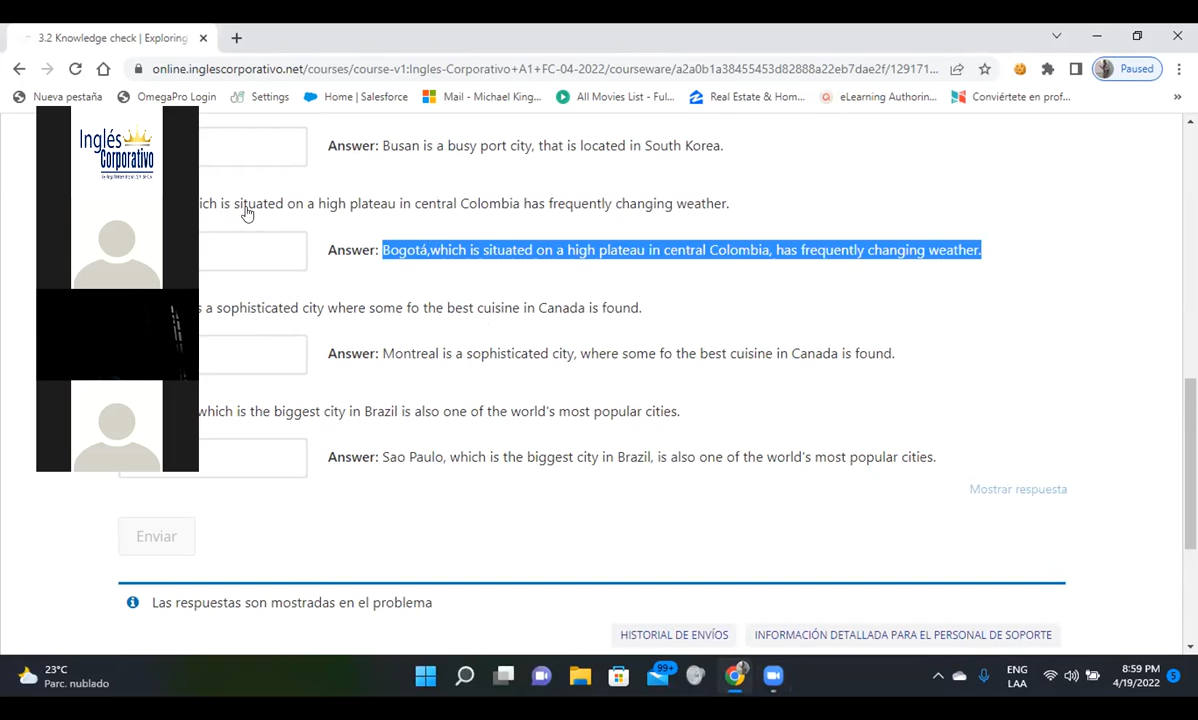 3.2 Knowledge check | Exploring
online.inglescorporativo.net/courses/course-v1:Ingles-Corporativo+A1+FC-04-2022/courseware/a2a0b1a38455453d82888a22eb7dae2f/129171...
Paused
Nueva pestaña
OmegaPro Login
Settings
Home | Salesforce
Mail - Michael King...
All Movies List - Ful...
Real Estate & Hom...
eLearning Authorin...
Conviértete en prof...
»
Inglés
Corporativo
Answer: Busan is a busy port city, that is located in South Korea.
ich is situated on a high plateau in central Colombia has frequently changing weather.
Answer: Bogotá,which is situated on a high plateau in central Colombia, has frequently changing weather.
s a sophisticated city where some fo the best cuisine in Canada is found.
Answer: Montreal is a sophisticated city, where some fo the best cuisine in Canada is found.
which is the biggest city in Brazil is also one of the world's most popular cities.
Answer: Sao Paulo, which is the biggest city in Brazil, is also one of the world's most popular cities.
Mostrar respuesta
Enviar
Las respuestas son mostradas en el problema
HISTORIAL DE ENVÍOS
INFORMACIÓN DETALLADA PARA EL PERSONAL DE SOPORTE
23°C
Parc. nublado
99+
ENG
LAA
8:59 PM
4/19/2022
5